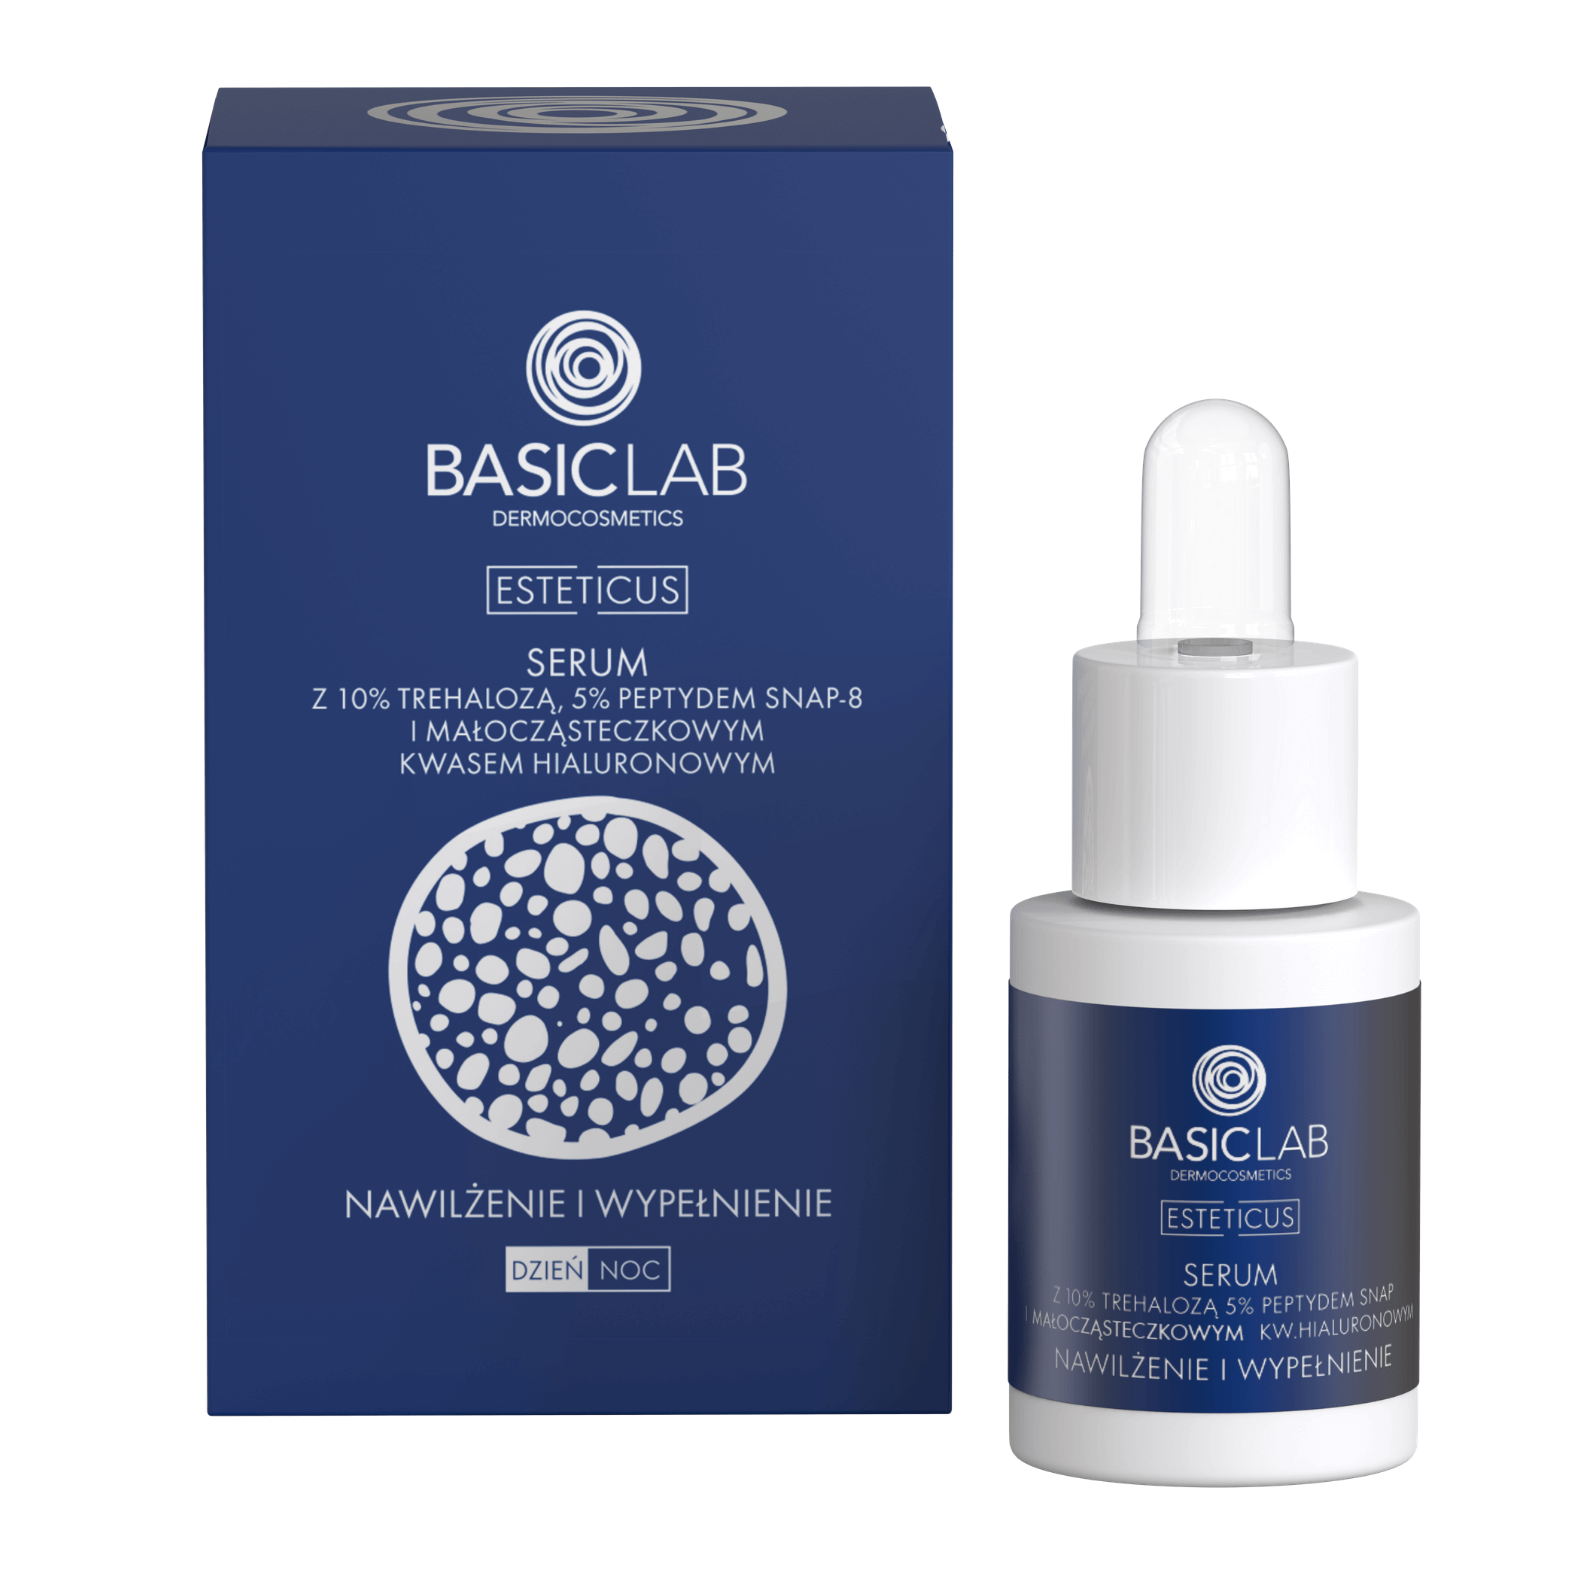 BASICLAB
DERMOCOSMETICS
ESTETICUS
SERUM
Z 10% TREHALOZĄ, 5% PEPTYDEM SNAP-8
I MAŁOCZĄSTECZKOWYM
KWASEM HIALURONOWYM
NAWILŻENIE I WYPEŁNIENIE
DZIEŃ NOC
BASICLAB
DERMOCOSMETICS
ESTETICUS
SERUM
Z 10% TREHALOZĄ 5% PEPTYDEM SNAP
I MAŁOCZĄSTECZKOWYM KW.HIALURONOWYM
NAWILŻENIE I WYPEŁNIENIE